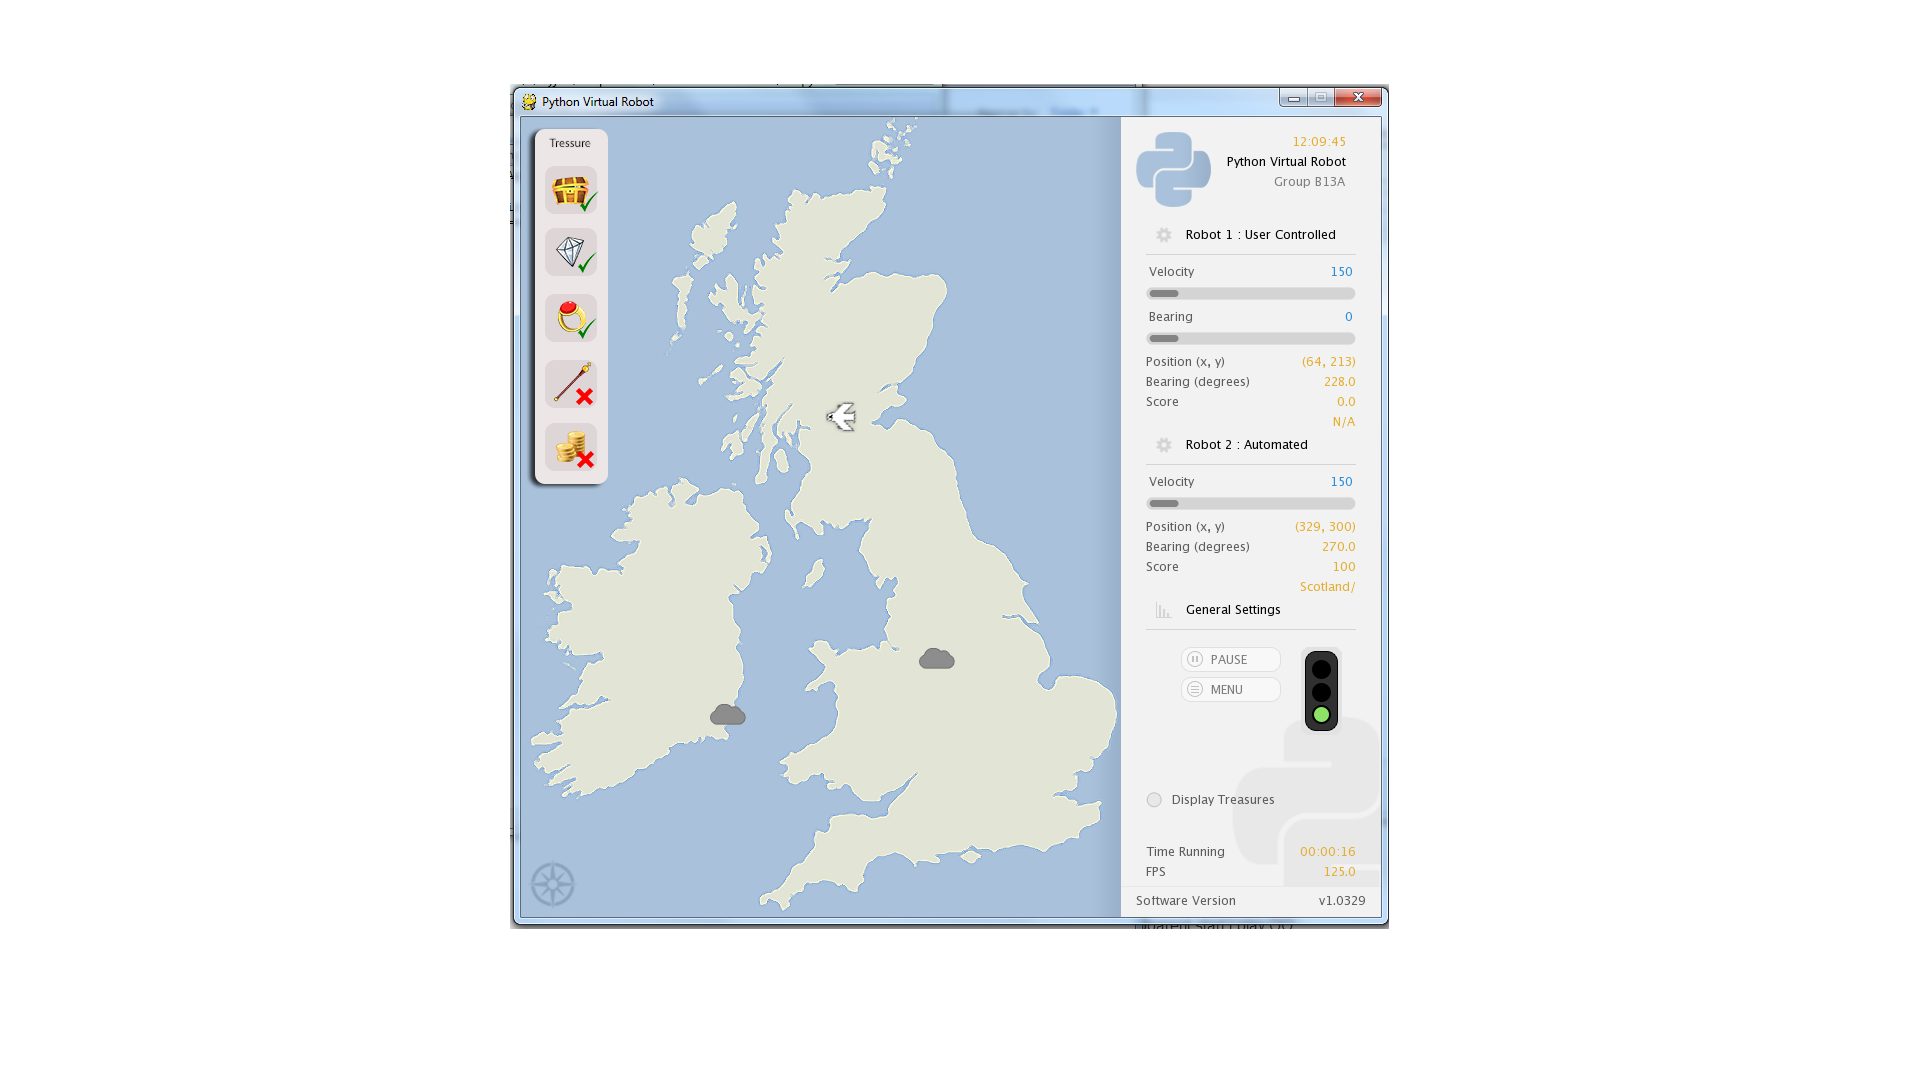 Python Virtual Robot
Tressure
12:09:45
Python Virtual Robot
Group B13A
Robot 1 : User Controlled
Velocity 150
Bearing 0
Position (x, y) (64, 213)
Bearing (degrees) 228.0
Score 0.0
N/A
Robot 2 : Automated
Velocity 150
Position (x, y) (329, 300)
Bearing (degrees) 270.0
Score 100
Scotland/
General Settings
PAUSE
MENU
Display Treasures
Time Running 00:00:16
FPS 125.0
Software Version v1.0329